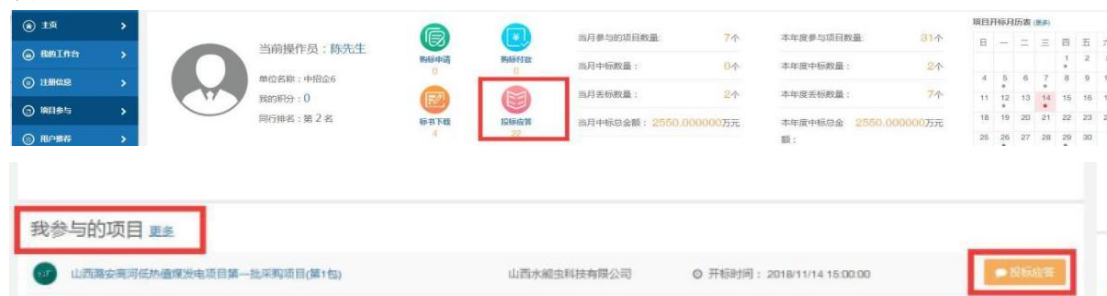 主页
我的工作台
注册信息
项目参与
用户推荐
当前操作员：陈先生
单位名称：中招金6
我的积分：0
同行排名：第 2 名
购标申请
0
购标付款
0
标书下载
4
投标应答
22
当月参与的项目数量: 7个
当月中标数量： 0个
当月丢标数量： 2个
当月中标总金额： 2550.000000万元
本年度参与项目数量: 31个
本年度中标数量： 2个
本年度丢标数量： 7个
本年度中标总金额： 2550.000000万元
项目开标月历表 (更多)
日 一 二 三 四 五
1 2
4 5 6 7 8 9
11 12 13 14 15 16
18 19 20 21 22 23
25 26 27 28 29 30
我参与的项目 更多
山西潞安高河低热值煤发电项目第一批采购项目(第1包) 山西水能虫科技有限公司 开标时间： 2018/11/14 15:00:00 投标应答